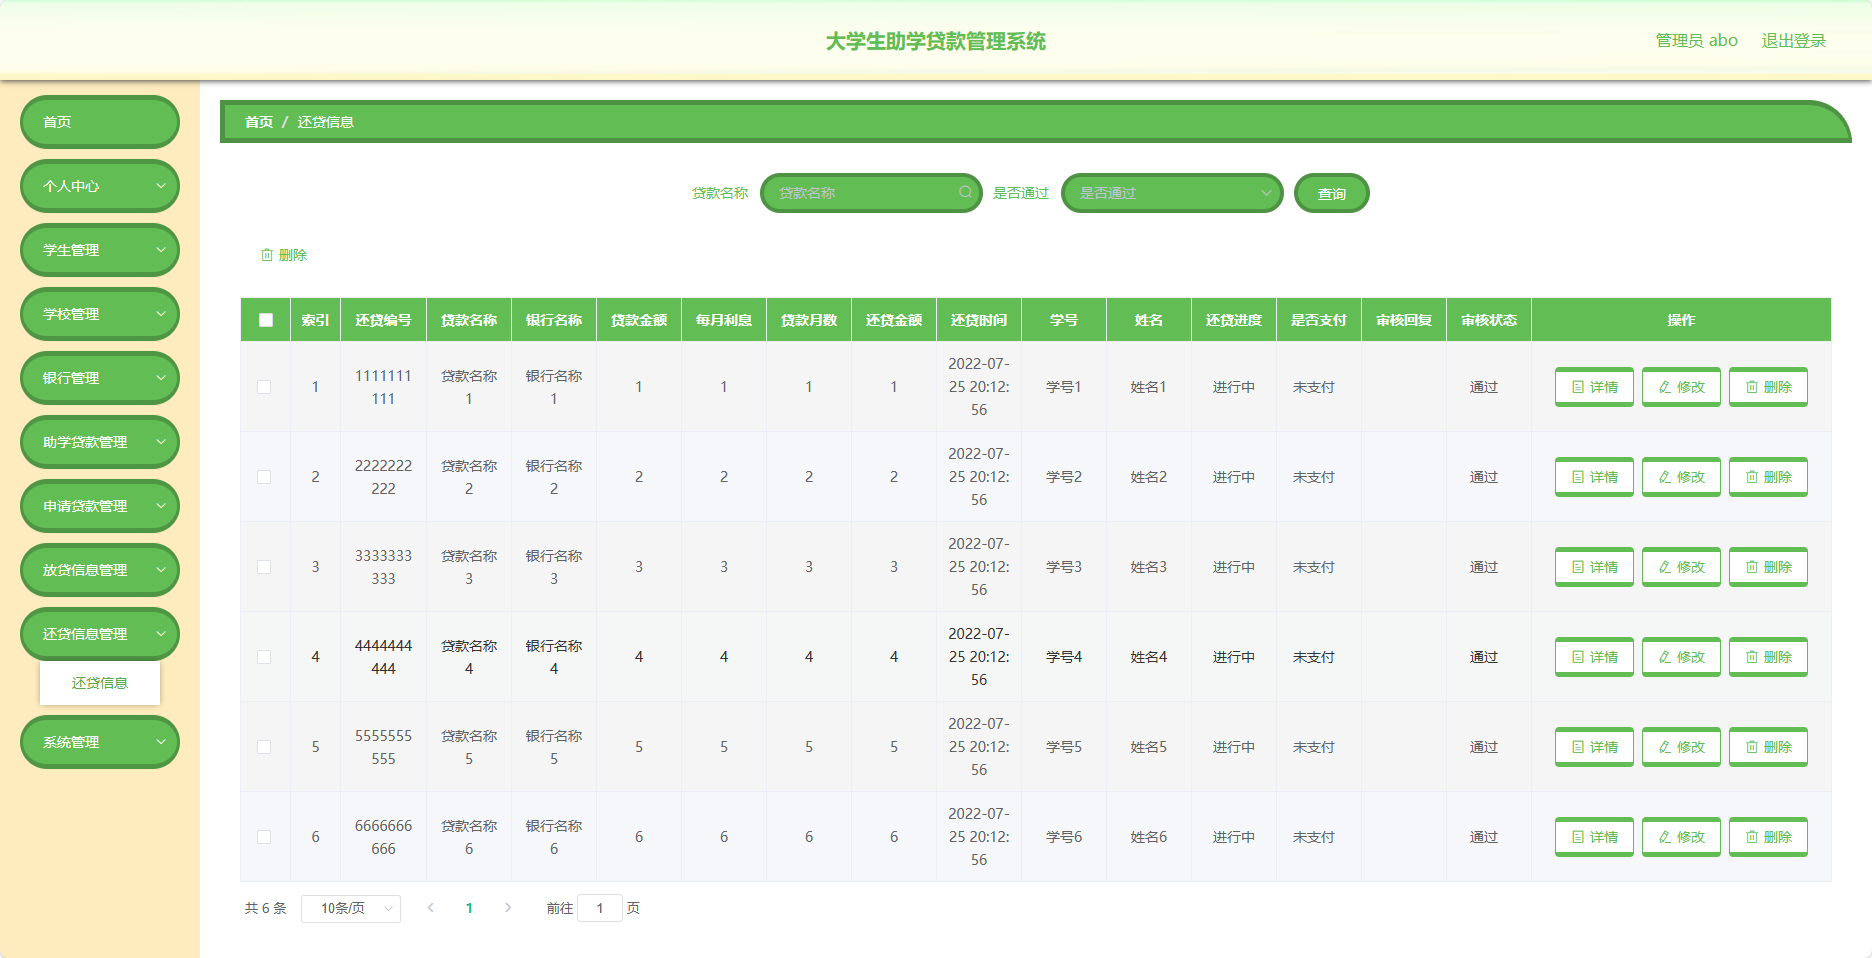 大学生助学贷款管理系统
管理员 abo 退出登录
首页
个人中心
学生管理
学校管理
银行管理
助学贷款管理
申请贷款管理
放贷信息管理
还贷信息管理
还贷信息
系统管理
首页 / 还贷信息
贷款名称 贷款名称 是否通过 是否通过 查询
删除
索引 还贷编号 贷款名称 银行名称 贷款金额 每月利息 贷款月数 还贷金额 还贷时间 学号 姓名 还贷进度 是否支付 审核回复 审核状态 操作
1 1111111111 贷款名称1 银行名称1 1 1 1 1 2022-07-25 20:12:56 学号1 姓名1 进行中 未支付 通过 详情 修改 删除
2 2222222222 贷款名称2 银行名称2 2 2 2 2 2022-07-25 20:12:56 学号2 姓名2 进行中 未支付 通过 详情 修改 删除
3 3333333333 贷款名称3 银行名称3 3 3 3 3 2022-07-25 20:12:56 学号3 姓名3 进行中 未支付 通过 详情 修改 删除
4 4444444444 贷款名称4 银行名称4 4 4 4 4 2022-07-25 20:12:56 学号4 姓名4 进行中 未支付 通过 详情 修改 删除
5 5555555555 贷款名称5 银行名称5 5 5 5 5 2022-07-25 20:12:56 学号5 姓名5 进行中 未支付 通过 详情 修改 删除
6 6666666666 贷款名称6 银行名称6 6 6 6 6 2022-07-25 20:12:56 学号6 姓名6 进行中 未支付 通过 详情 修改 删除
共 6 条 10条/页 1 前往 1 页